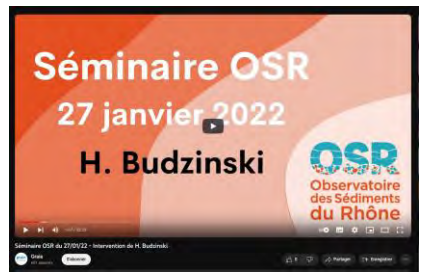 Séminaire OSR
27 janvier 2022
H. Budzinski
OSR
Observatoire
des Sédiments
du Rhône
Séminaire OSR du 27/01/22 - Intervention de H. Budzinski
Graie
S'abonner
Partager
Enregistrer